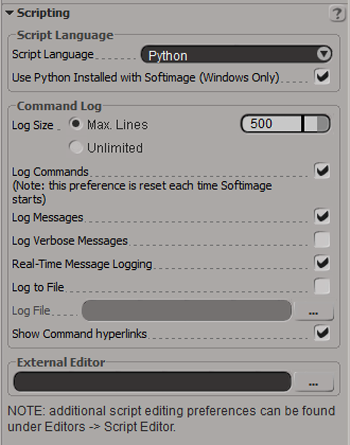 Scripting
?
Script Language
Script Language Python
Use Python Installed with Softimage (Windows Only)
Command Log
Log Size Max. Lines 500
Unlimited
Log Commands
(Note: this preference is reset each time Softimage
starts)
Log Messages
Log Verbose Messages
Real-Time Message Logging
Log to File
Log File ...
Show Command hyperlinks
External Editor
...
NOTE: additional script editing preferences can be found
under Editors -> Script Editor.